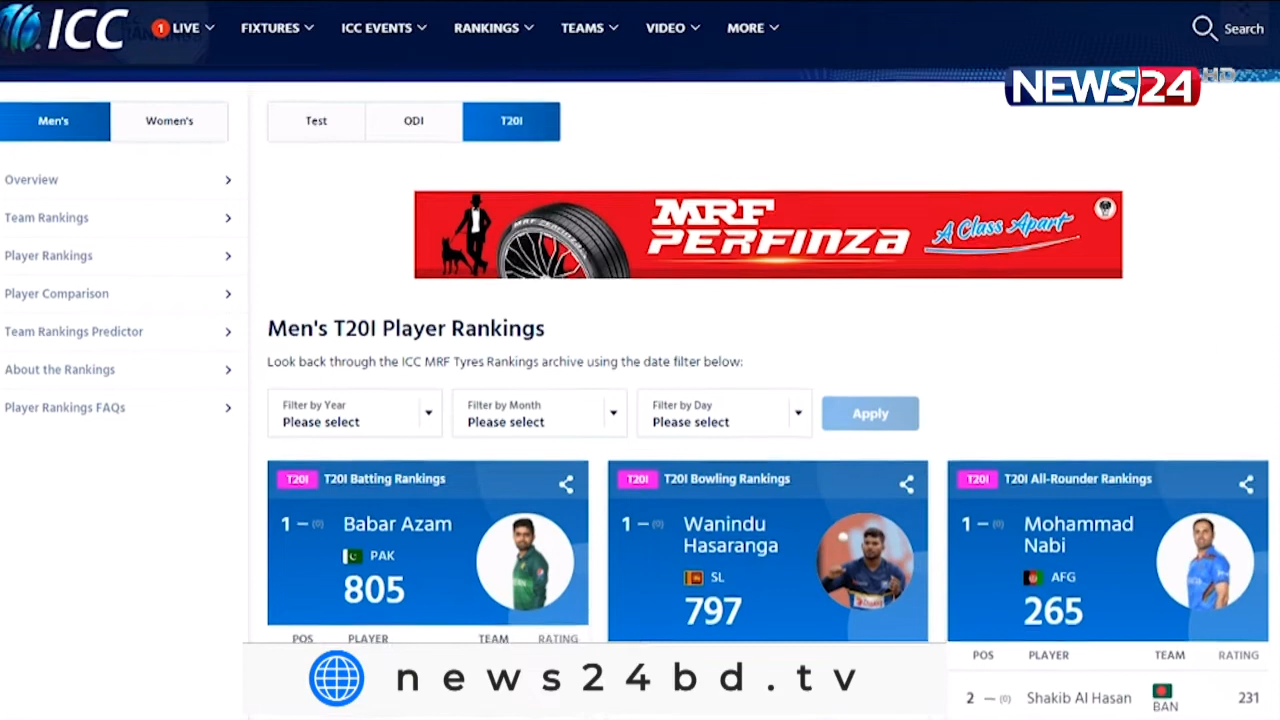 ICC
1 LIVE FIXTURES ICC EVENTS RANKINGS TEAMS VIDEO MORE Search
NEWS24 HD
Men's Women's
Test ODI T20I
Overview
Team Rankings
Player Rankings
Player Comparison
Team Rankings Predictor
About the Rankings
Player Rankings FAQs
MRF
PERFINZA
A Class Apart
Men's T20I Player Rankings
Look back through the ICC MRF Tyres Rankings archive using the date filter below:
Filter by Year
Please select
Filter by Month
Please select
Filter by Day
Please select
Apply
T20I T20I Batting Rankings
1 – (0) Babar Azam
PAK
805
POS PLAYER TEAM RATING
T20I T20I Bowling Rankings
1 – (0) Wanindu
Hasaranga
SL
797
T20I T20I All-Rounder Rankings
1 – (0) Mohammad
Nabi
AFG
265
POS PLAYER TEAM RATING
2 – (0) Shakib Al Hasan BAN 231
news24bd.tv